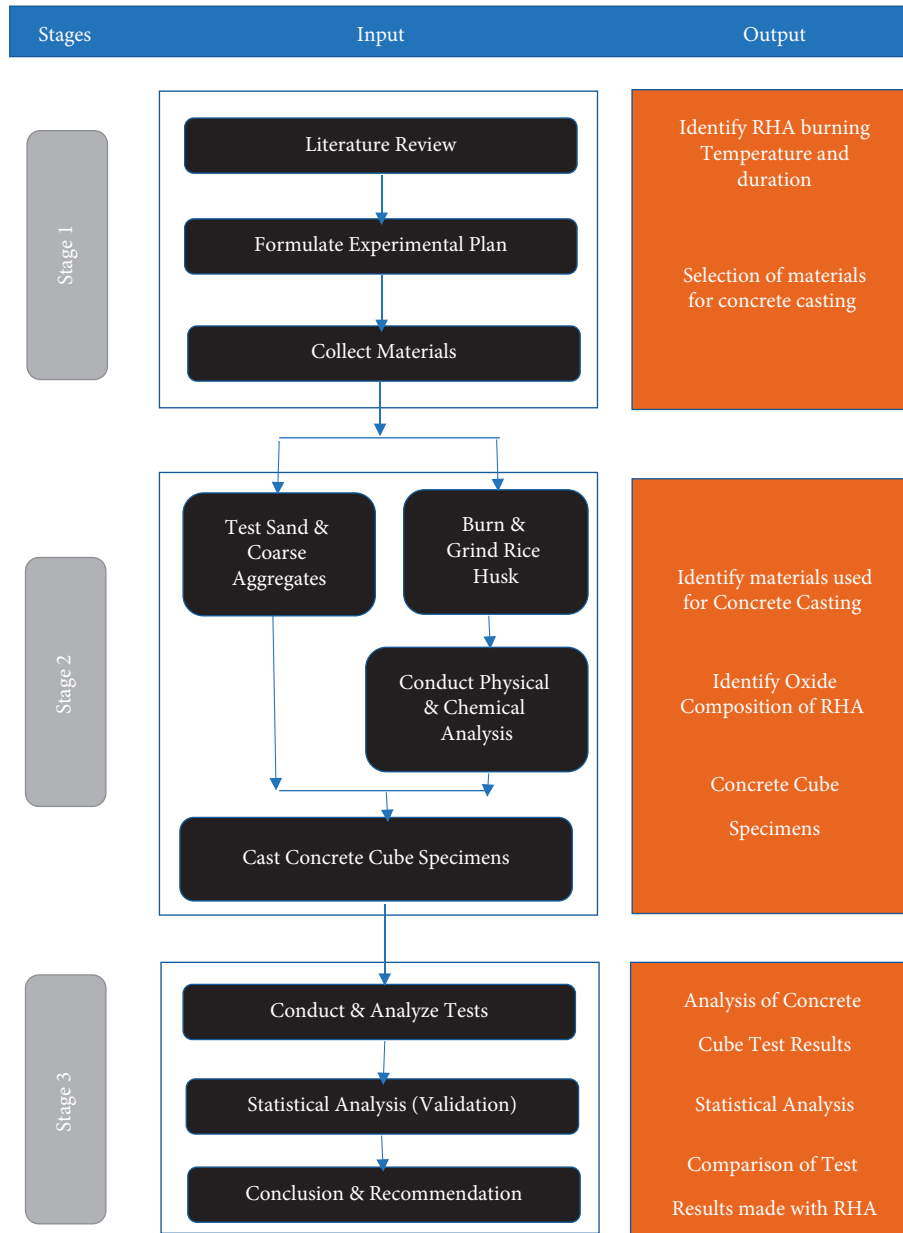 Stages
Input
Output
Stage 1
Literature Review
Formulate Experimental Plan
Collect Materials
Identify RHA burning
Temperature and
duration
Selection of materials
for concrete casting
Stage 2
Test Sand &
Coarse
Aggregates
Burn &
Grind Rice
Husk
Conduct Physical
& Chemical
Analysis
Cast Concrete Cube Specimens
Identify materials used
for Concrete Casting
Identify Oxide
Composition of RHA
Concrete Cube
Specimens
Stage 3
Conduct & Analyze Tests
Statistical Analysis (Validation)
Conclusion & Recommendation
Analysis of Concrete
Cube Test Results
Statistical Analysis
Comparison of Test
Results made with RHA